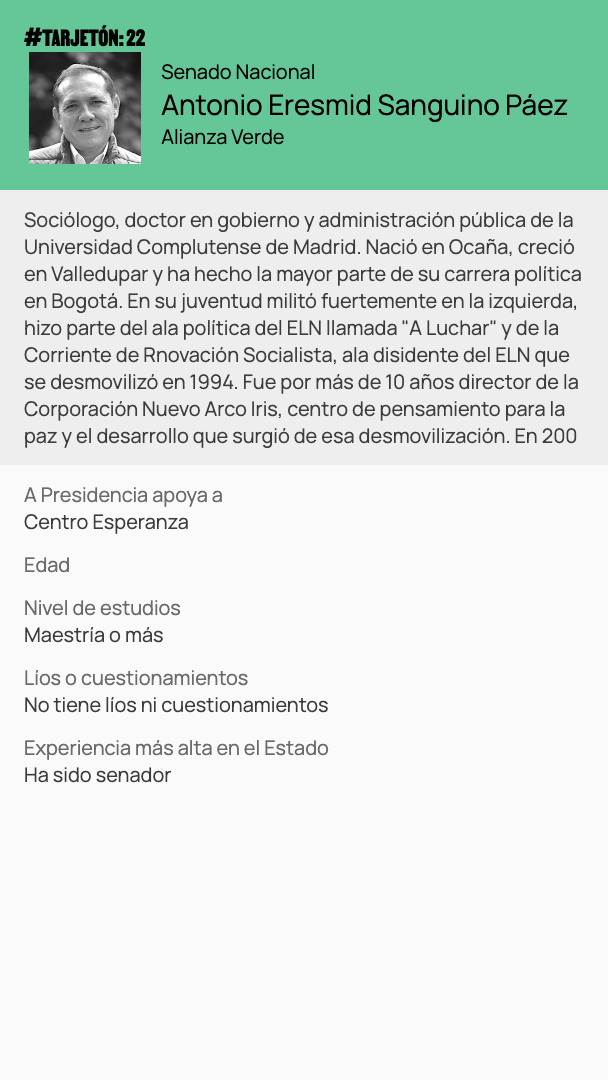 #TARJETÓN: 22
Senado Nacional
Antonio Eresmid Sanguino Páez
Alianza Verde
Sociólogo, doctor en gobierno y administración pública de la
Universidad Complutense de Madrid. Nació en Ocaña, creció
en Valledupar y ha hecho la mayor parte de su carrera política
en Bogotá. En su juventud militó fuertemente en la izquierda,
hizo parte del ala política del ELN llamada "A Luchar" y de la
Corriente de Rnovación Socialista, ala disidente del ELN que
se desmovilizó en 1994. Fue por más de 10 años director de la
Corporación Nuevo Arco Iris, centro de pensamiento para la
paz y el desarrollo que surgió de esa desmovilización. En 200
A Presidencia apoya a
Centro Esperanza
Edad
Nivel de estudios
Maestría o más
Líos o cuestionamientos
No tiene líos ni cuestionamientos
Experiencia más alta en el Estado
Ha sido senador